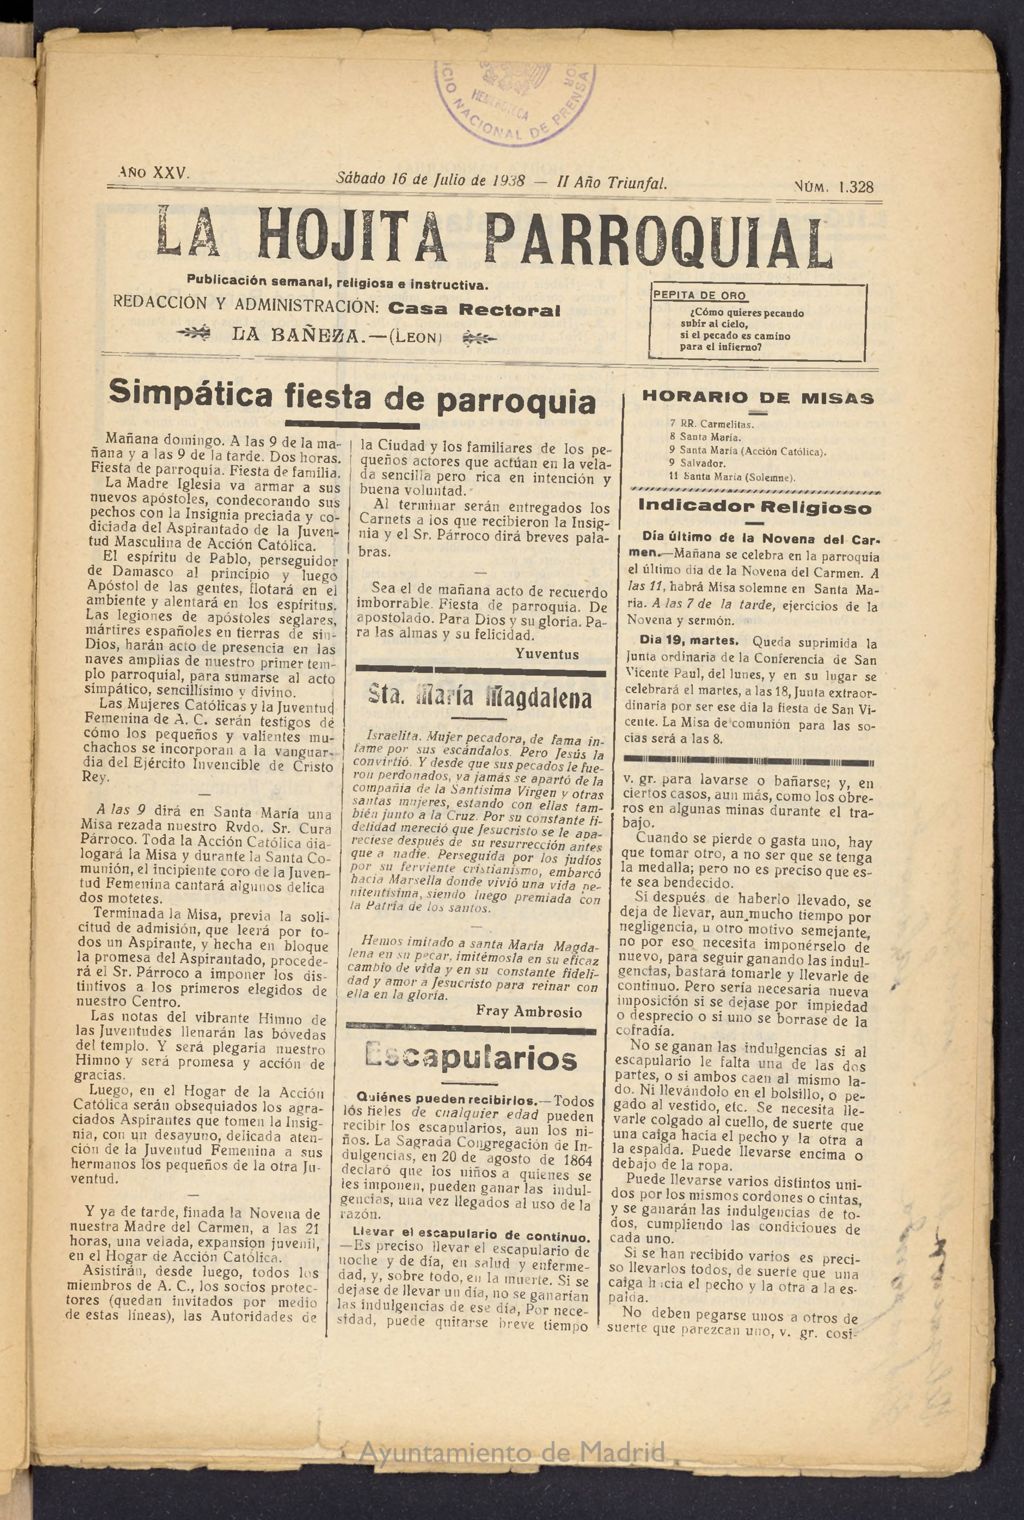 CIO NACIONAL DE PRENSA
HEMEROTECA
AÑO XXV.
Sábado 16 de Julio de 1938 — II Año Triunfal.
NÚM. 1.328
LA HOJITA PARROQUIAL
Publicación semanal, religiosa e instructiva.
REDACCIÓN Y ADMINISTRACIÓN: Casa Rectoral
LA BAÑEZA.—(LEON)
PEPITA DE ORO
¿Cómo quieres pecando
subir al cielo,
si el pecado es camino
para el infierno?
Simpática fiesta de parroquia
Mañana domingo. A las 9 de la ma-
ñana y a las 9 de la tarde. Dos horas.
Fiesta de parroquia. Fiesta de familia.
La Madre Iglesia va armar a sus
nuevos apóstoles, condecorando sus
pechos con la Insignia preciada y co-
diciada del Aspirantado de la Juven-
tud Masculina de Acción Católica.
El espíritu de Pablo, perseguidor
de Damasco al principio y luego
Apóstol de las gentes, flotará en el
ambiente y alentará en los espíritus.
Las legiones de apóstoles seglares,
mártires españoles en tierras de sin-
Dios, harán acto de presencia en las
naves amplias de nuestro primer tem-
plo parroquial, para sumarse al acto
simpático, sencillísimo y divino.
Las Mujeres Católicas y la Juventud
Femenina de A. C. serán testigos de
cómo los pequeños y valientes mu-
chachos se incorporan a la vanguar-
dia del Ejército Invencible de Cristo
Rey.
—
A las 9 dirá en Santa María una
Misa rezada nuestro Rvdo. Sr. Cura
Párroco. Toda la Acción Católica dia-
logará la Misa y durante la Santa Co-
munión, el incipiente coro de la Juven-
tud Femenina cantará algunos delica
dos motetes.
Terminada la Misa, previa la soli-
citud de admisión, que leerá por to-
dos un Aspirante, y hecha en bloque
la promesa del Aspirantado, procede-
rá el Sr. Párroco a imponer los dis-
tintivos a los primeros elegidos de
nuestro Centro.
Las notas del vibrante Himno de
las Juventudes llenarán las bóvedas
del templo. Y será plegaria nuestro
Himno y será promesa y acción de
gracias.
Luego, en el Hogar de la Acción
Católica serán obsequiados los agra-
ciados Aspirantes que tomen la Insig-
nia, con un desayuno, delicada aten-
ción de la Juventud Femenina a sus
hermanos los pequeños de la otra Ju-
ventud.
—
Y ya de tarde, finada la Novena de
nuestra Madre del Carmen, a las 21
horas, una velada, expansion juvenil,
en el Hogar de Acción Católica.
Asistirán, desde luego, todos los
miembros de A. C., los socios protec-
tores (quedan invitados por medio
de estas líneas), las Autoridades de
la Ciudad y los familiares de los pe-
queños actores que actúan en la vela-
da sencilla pero rica en intención y
buena voluntad.
Al terminar serán entregados los
Carnets a los que recibieron la Insig-
nia y el Sr. Párroco dirá breves pala-
bras.
—
Sea el de mañana acto de recuerdo
imborrable. Fiesta de parroquia. De
apostolado. Para Dios y su gloria. Pa-
ra las almas y su felicidad.
Yuventus
Sta. María Magdalena
Israelita. Mujer pecadora, de fama in-
fame por sus escándalos. Pero Jesús la
convirtió. Y desde que sus pecados le fue-
ron perdonados, ya jamás se apartó de la
compañía de la Santísima Virgen y otras
santas mujeres, estando con ellas tam-
bién junto a la Cruz. Por su constante fi-
delidad mereció que Jesucristo se le apa-
reciese después de su resurrección antes
que a nadie. Perseguida por los judíos
por su ferviente cristianismo, embarcó
hacia Marsella donde vivió una vida pe-
nitentísima, siendo luego premiada con
la Patria de los santos.
—
Hemos imitado a santa María Magda-
lena en su pecar, imitémosla en su eficaz
cambio de vida y en su constante fideli-
dad y amor a Jesucristo para reinar con
ella en la gloria.
Fray Ambrosio
Escapularios
Quiénes pueden recibirlos.—Todos
lós fieles de cualquier edad pueden
recibir los escapularios, aun los ni-
ños. La Sagrada Congregación de In-
dulgencias, en 20 de agosto de 1864
declaró que los niños a quienes se
les imponen, pueden ganar las indul-
gencias, una vez llegados al uso de la
razón.
Llevar el escapulario de continuo.
—Es preciso llevar el escapulario de
noche y de día, en salud y enferme-
dad, y, sobre todo, en la muerte. Si se
dejase de llevar un día, no se ganarían
las indulgencias de ese día, Por nece-
sidad, puede quitarse breve tiempo
HORARIO DE MISAS
7 RR. Carmelitas.
8 Santa María.
9 Santa María (Acción Católica).
9 Salvador.
11 Santa María (Solemne).
Indicador Religioso
Día último de la Novena del Car-
men.—Mañana se celebra en la parroquia
el último día de la Novena del Carmen. A
las 11, habrá Misa solemne en Santa Ma-
ría. A las 7 de la tarde, ejercicios de la
Novena y sermón.
Dia 19, martes. Queda suprimida la
Junta ordinaria de la Conferencia de San
Vicente Paul, del lunes, y en su lugar se
celebrará el martes, a las 18, Junta extraor-
dinaria por ser ese día la fiesta de San Vi-
cente. La Misa de comunión para las so-
cias será a las 8.
v. gr. para lavarse o bañarse; y, en
ciertos casos, aun más, como los obre-
ros en algunas minas durante el tra-
bajo.
Cuando se pierde o gasta uno, hay
que tomar otro, a no ser que se tenga
la medalla; pero no es preciso que es-
te sea bendecido.
Si después de haberlo llevado, se
deja de llevar, aun mucho tiempo por
negligencia, u otro motivo semejante,
no por eso necesita imponérselo de
nuevo, para seguir ganando las indul-
gencias, bastará tomarle y llevarle de
continuo. Pero sería necesaria nueva
imposición si se dejase por impiedad
o desprecio o si uno se borrase de la
cofradía.
No se ganan las indulgencias si al
escapulario le falta una de las dos
partes, o si ambos caen al mismo la-
do. Ni llevándolo en el bolsillo, o pe-
gado al vestido, etc. Se necesita lle-
varle colgado al cuello, de suerte que
una caiga hacia el pecho y la otra a
la espalda. Puede llevarse encima o
debajo de la ropa.
Puede llevarse varios distintos uni-
dos por los mismos cordones o cintas,
y se ganarán las indulgencias de to-
dos, cumpliendo las condiciones de
cada uno.
Si se han recibido varios es preci-
so llevarlos todos, de suerte que una
caiga hacia el pecho y la otra a la es-
palda.
No deben pegarse unos a otros de
suerte que parezcan uno, v. gr. cosi-
Ayuntamiento de Madrid